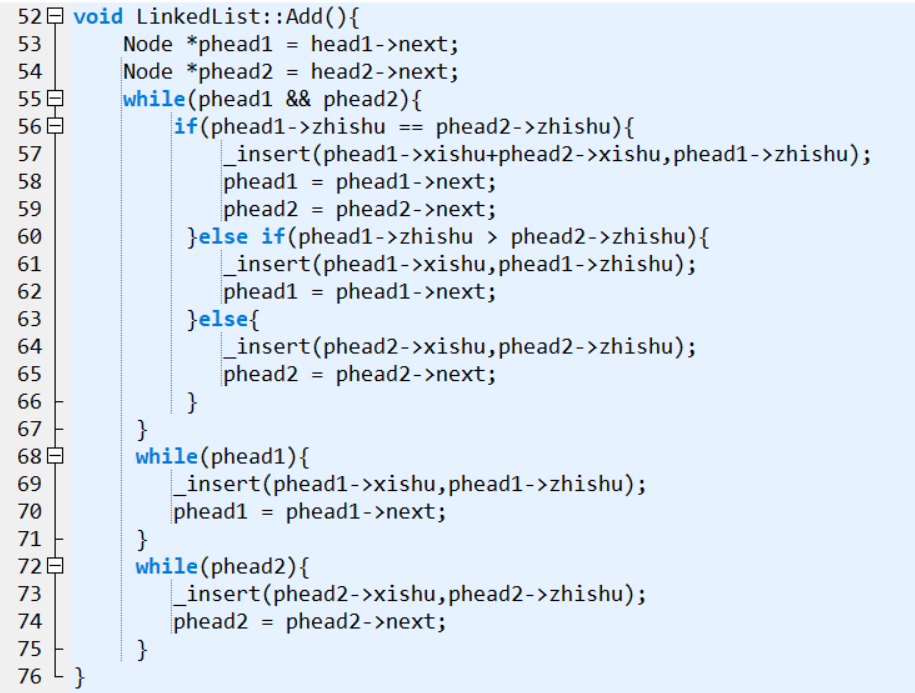 52 void LinkedList::Add(){
53     Node *phead1 = head1->next;
54     Node *phead2 = head2->next;
55     while(phead1 && phead2){
56         if(phead1->zhishu == phead2->zhishu){
57             _insert(phead1->xishu+phead2->xishu,phead1->zhishu);
58             phead1 = phead1->next;
59             phead2 = phead2->next;
60          }else if(phead1->zhishu > phead2->zhishu){
61             _insert(phead1->xishu,phead1->zhishu);
62             phead1 = phead1->next;
63          }else{
64             _insert(phead2->xishu,phead2->zhishu);
65             phead2 = phead2->next;
66          }
67      }
68      while(phead1){
69         _insert(phead1->xishu,phead1->zhishu);
70         phead1 = phead1->next;
71      }
72      while(phead2){
73         _insert(phead2->xishu,phead2->zhishu);
74         phead2 = phead2->next;
75      }
76 }